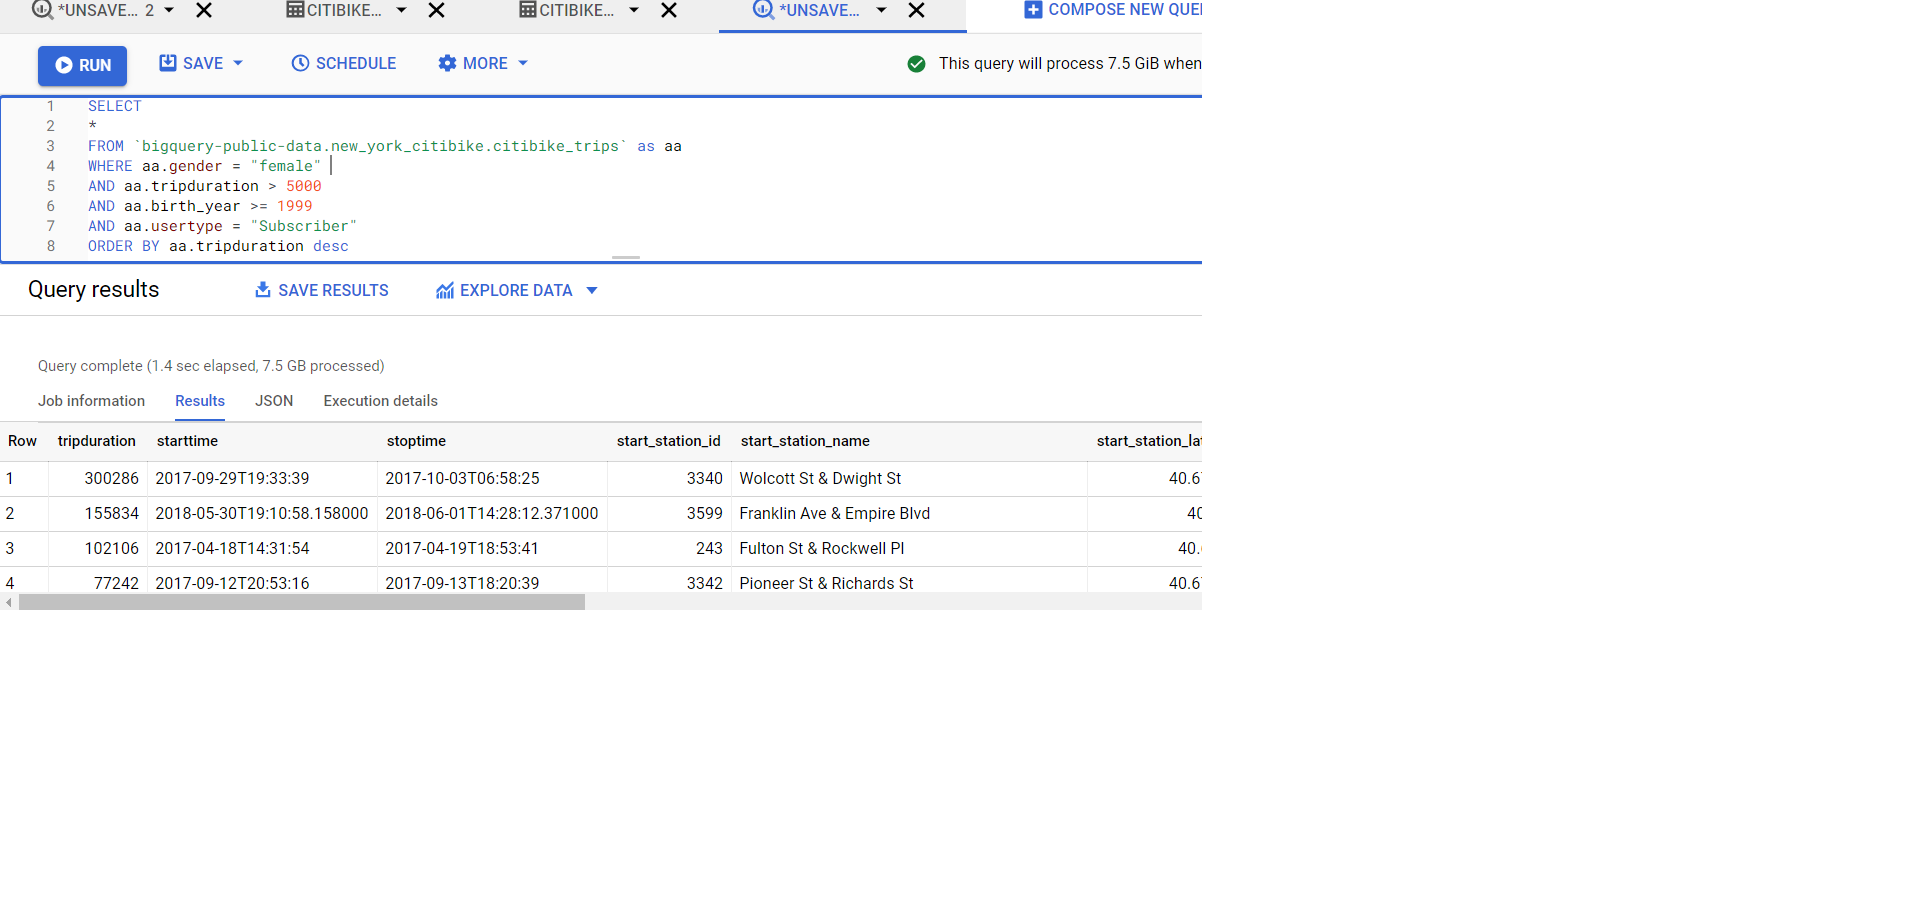 *UNSAVE... 2 CITIBIKE... CITIBIKE... *UNSAVE... COMPOSE NEW QUE
RUN SAVE SCHEDULE MORE This query will process 7.5 GiB when
1 SELECT
2 *
3 FROM `bigquery-public-data.new_york_citibike.citibike_trips` as aa
4 WHERE aa.gender = "female"
5 AND aa.tripduration > 5000
6 AND aa.birth_year >= 1999
7 AND aa.usertype = "Subscriber"
8 ORDER BY aa.tripduration desc
Query results SAVE RESULTS EXPLORE DATA
Query complete (1.4 sec elapsed, 7.5 GB processed)
Job information Results JSON Execution details
Row tripduration starttime stoptime start_station_id start_station_name start_station_lat
1 300286 2017-09-29T19:33:39 2017-10-03T06:58:25 3340 Wolcott St & Dwight St 40.6
2 155834 2018-05-30T19:10:58.158000 2018-06-01T14:28:12.371000 3599 Franklin Ave & Empire Blvd 40
3 102106 2017-04-18T14:31:54 2017-04-19T18:53:41 243 Fulton St & Rockwell Pl 40.
4 77242 2017-09-12T20:53:16 2017-09-13T18:20:39 3342 Pioneer St & Richards St 40.6